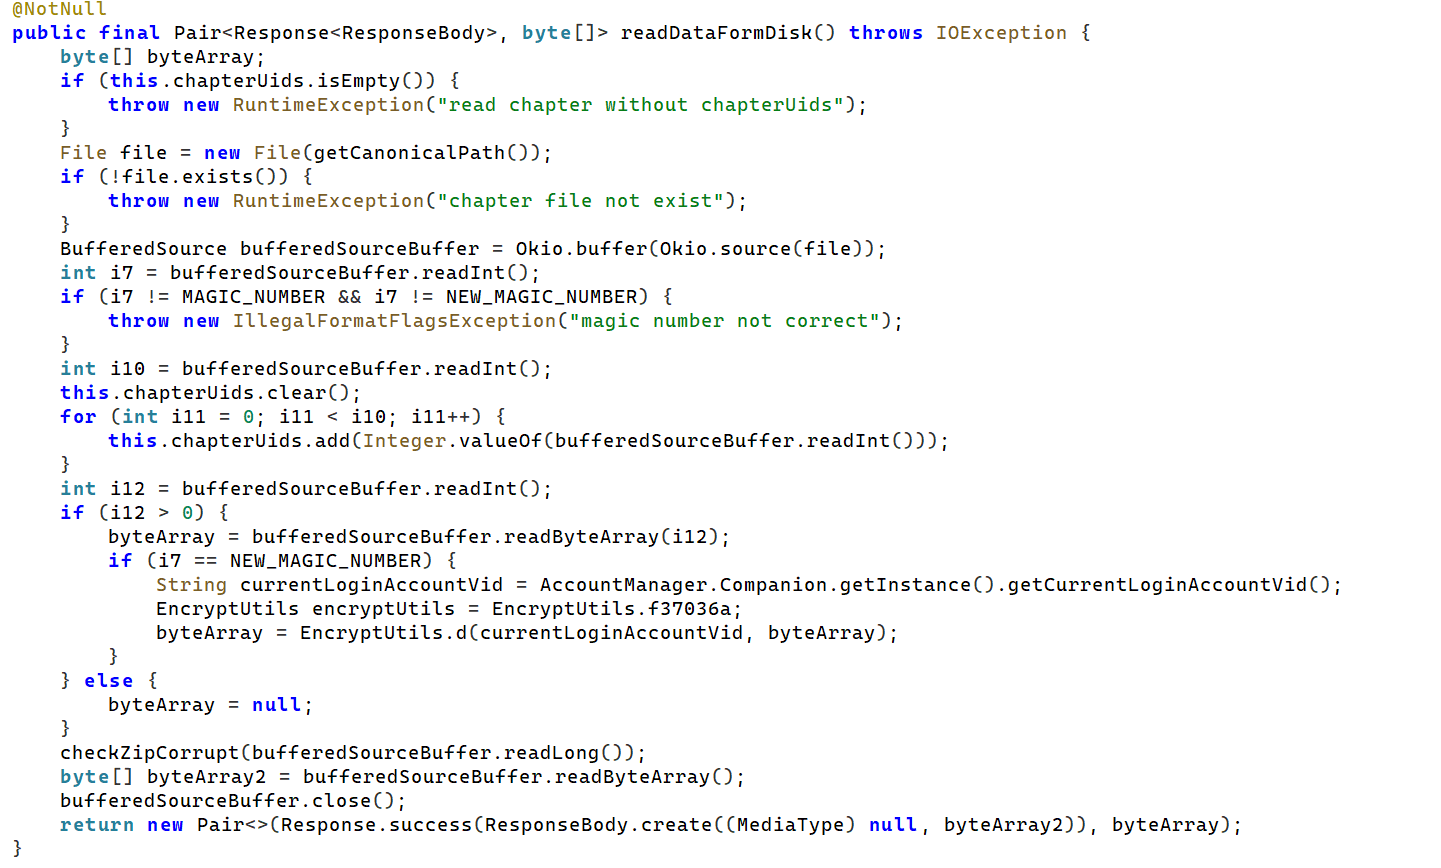 @NotNull
public final Pair<Response<ResponseBody>, byte[]> readDataFormDisk() throws IOException {
    byte[] byteArray;
    if (this.chapterUids.isEmpty()) {
        throw new RuntimeException("read chapter without chapterUids");
    }
    File file = new File(getCanonicalPath());
    if (!file.exists()) {
        throw new RuntimeException("chapter file not exist");
    }
    BufferedSource bufferedSourceBuffer = Okio.buffer(Okio.source(file));
    int i7 = bufferedSourceBuffer.readInt();
    if (i7 != MAGIC_NUMBER && i7 != NEW_MAGIC_NUMBER) {
        throw new IllegalFormatFlagsException("magic number not correct");
    }
    int i10 = bufferedSourceBuffer.readInt();
    this.chapterUids.clear();
    for (int i11 = 0; i11 < i10; i11++) {
        this.chapterUids.add(Integer.valueOf(bufferedSourceBuffer.readInt()));
    }
    int i12 = bufferedSourceBuffer.readInt();
    if (i12 > 0) {
        byteArray = bufferedSourceBuffer.readByteArray(i12);
        if (i7 == NEW_MAGIC_NUMBER) {
            String currentLoginAccountVid = AccountManager.Companion.getInstance().getCurrentLoginAccountVid();
            EncryptUtils encryptUtils = EncryptUtils.f37036a;
            byteArray = EncryptUtils.d(currentLoginAccountVid, byteArray);
        }
    } else {
        byteArray = null;
    }
    checkZipCorrupt(bufferedSourceBuffer.readLong());
    byte[] byteArray2 = bufferedSourceBuffer.readByteArray();
    bufferedSourceBuffer.close();
    return new Pair<>(Response.success(ResponseBody.create((MediaType) null, byteArray2)), byteArray);
}